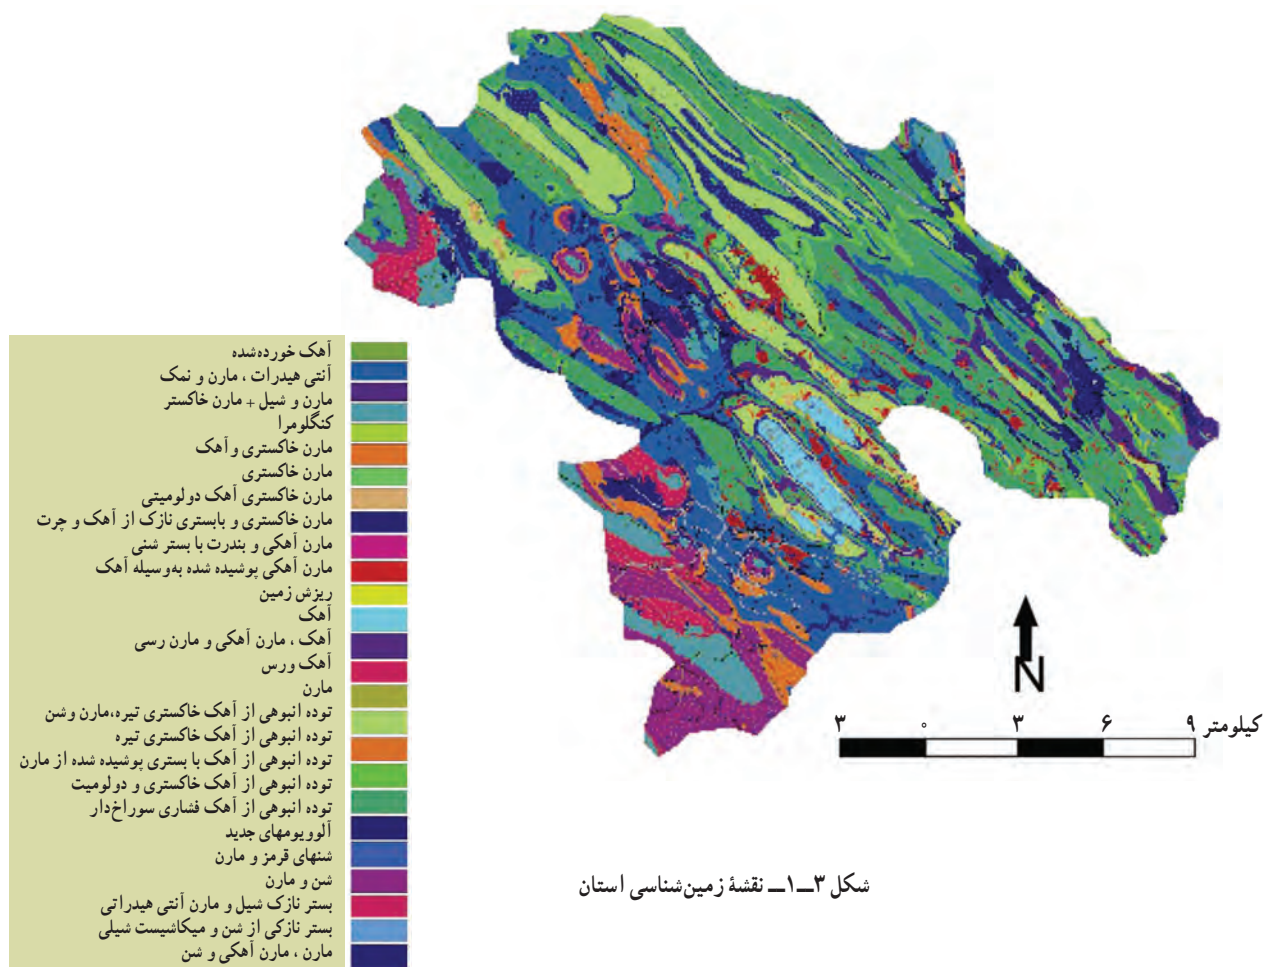 آهک خورده‌شده
آنتی هیدرات ، مارن و نمک
مارن و شیل + مارن خاکستر
کنگلومرا
مارن خاکستری و آهک
مارن خاکستری
مارن خاکستری آهک دولومیتی
مارن خاکستری و بابستری نازک از آهک و چرت
مارن آهکی و بندرت با بستر شنی
مارن آهکی پوشیده شده به‌وسیله آهک
ریزش زمین
آهک
آهک ، مارن آهکی و مارن رسی
آهک ورس
مارن
توده انبوهی از آهک خاکستری تیره،مارن وشن
توده انبوهی از آهک خاکستری تیره
توده انبوهی از آهک با بستری پوشیده شده از مارن
توده انبوهی از آهک خاکستری و دولومیت
توده انبوهی از آهک فشاری سوراخ‌دار
آلوویومهای جدید
شنهای قرمز و مارن
شن و مارن
بستر نازک شیل و مارن آنتی هیدراتی
بستر نازکی از شن و میکاشیست شیلی
مارن ، مارن آهکی و شن
N
۳ ۰ ۳ ۶ ۹ کیلومتر
شکل ۳ــ۱ــ نقشۀ زمین‌شناسی استان